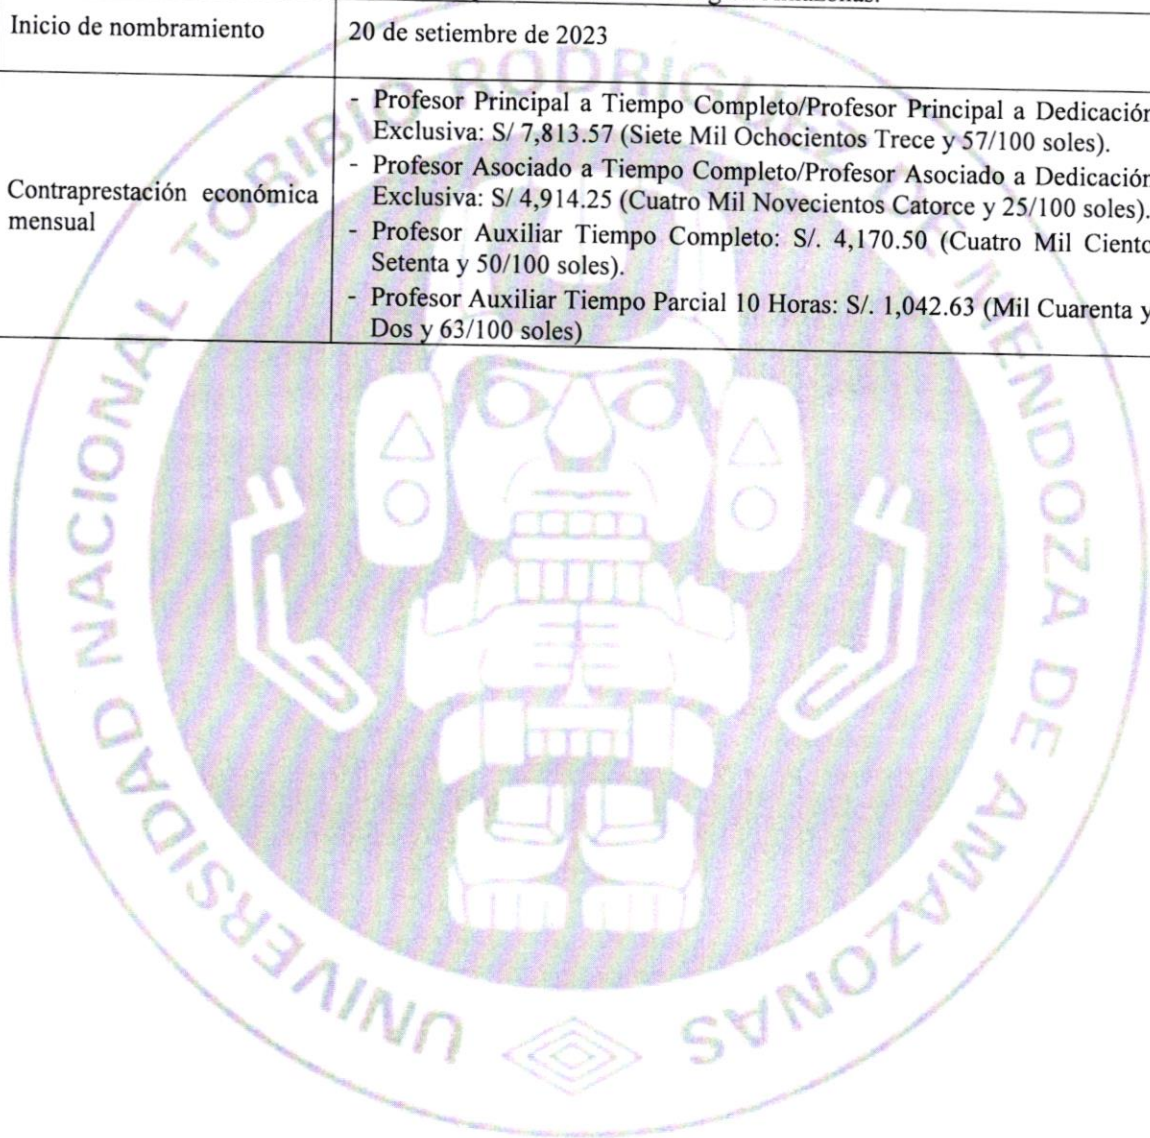 Inicio de nombramiento
20 de setiembre de 2023
Contraprestación económica
mensual
- Profesor Principal a Tiempo Completo/Profesor Principal a Dedicación
Exclusiva: S/ 7,813.57 (Siete Mil Ochocientos Trece y 57/100 soles).
- Profesor Asociado a Tiempo Completo/Profesor Asociado a Dedicación
Exclusiva: S/ 4,914.25 (Cuatro Mil Novecientos Catorce y 25/100 soles).
- Profesor Auxiliar Tiempo Completo: S/. 4,170.50 (Cuatro Mil Ciento
Setenta y 50/100 soles).
- Profesor Auxiliar Tiempo Parcial 10 Horas: S/. 1,042.63 (Mil Cuarenta y
Dos y 63/100 soles)
UNIVERSIDAD NACIONAL TORIBIO RODRIGUEZ DE MENDOZA DE AMAZONAS